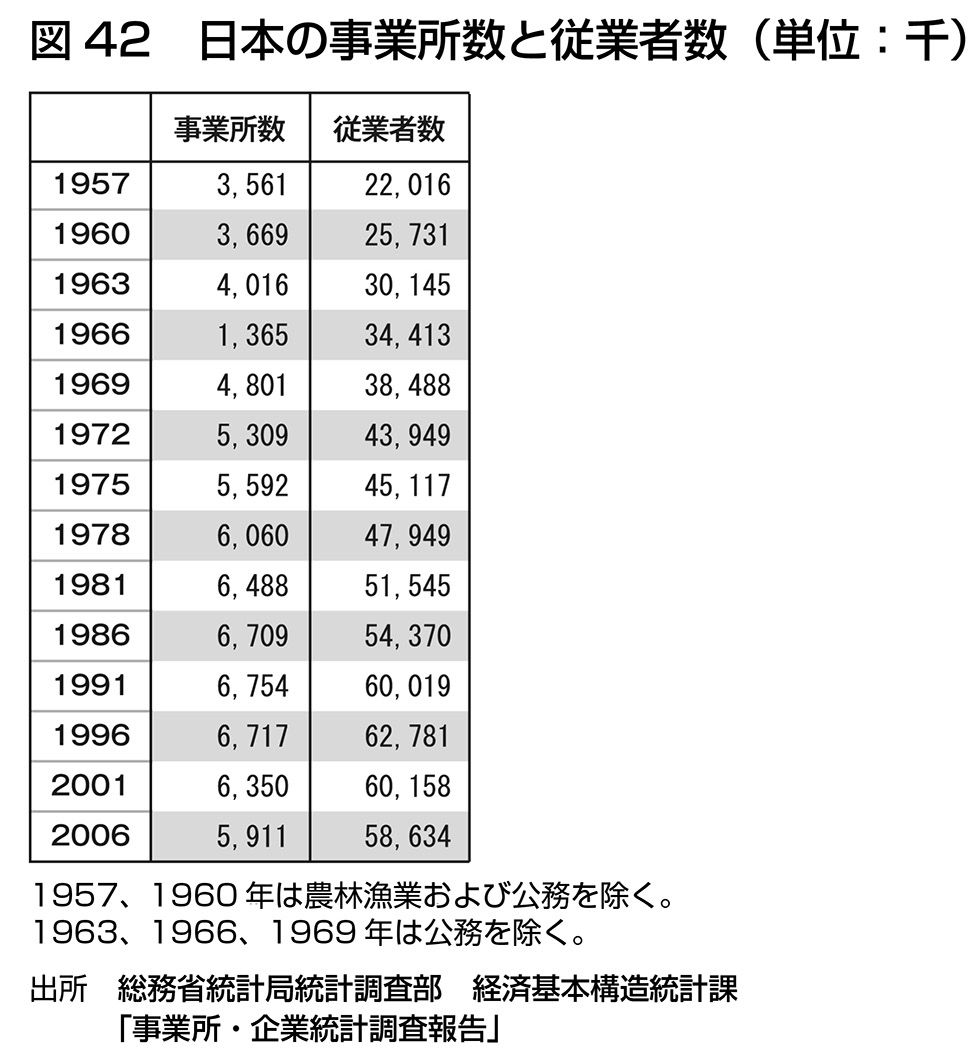 図 42　日本の事業所数と従業者数（単位：千）
事業所数 従業者数
1957 3,561 22,016
1960 3,669 25,731
1963 4,016 30,145
1966 1,365 34,413
1969 4,801 38,488
1972 5,309 43,949
1975 5,592 45,117
1978 6,060 47,949
1981 6,488 51,545
1986 6,709 54,370
1991 6,754 60,019
1996 6,717 62,781
2001 6,350 60,158
2006 5,911 58,634
1957、1960 年は農林漁業および公務を除く。
1963、1966、1969 年は公務を除く。
出所　総務省統計局統計調査部　経済基本構造統計課
「事業所・企業統計調査報告」